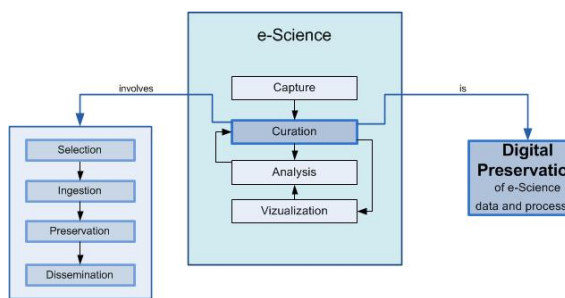 e-Science
involves
Capture
is
Curation
Analysis
Vizualization
Selection
Ingestion
Preservation
Dissemination
Digital
Preservatio
of e-Science
data and process